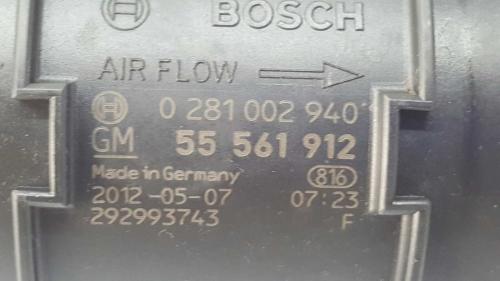 BOSCH
AIR FLOW
0 281 002 940
GM 55 561 912
Made in Germany 816
2012-05-07 07:23
292993743 F